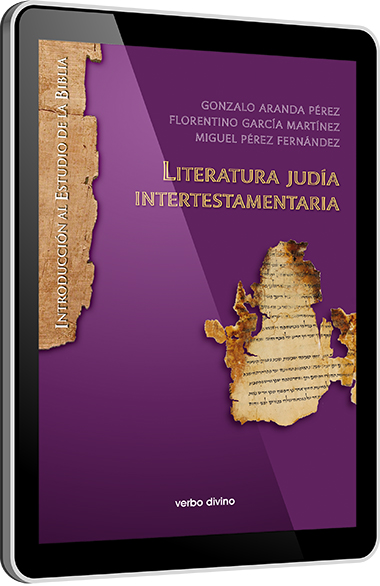 GONZALO ARANDA PÉREZ
FLORENTINO GARCÍA MARTÍNEZ
MIGUEL PÉREZ FERNÁNDEZ
LITERATURA JUDÍA
INTERTESTAMENTARIA
INTRODUCCIÓN AL ESTUDIO DE LA BIBLIA
verbo divino